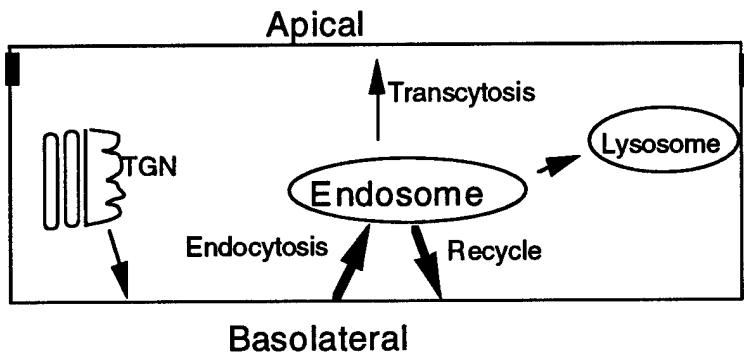 Apical
Transcytosis
Lysosome
TGN
Endosome
Endocytosis
Recycle
Basolateral